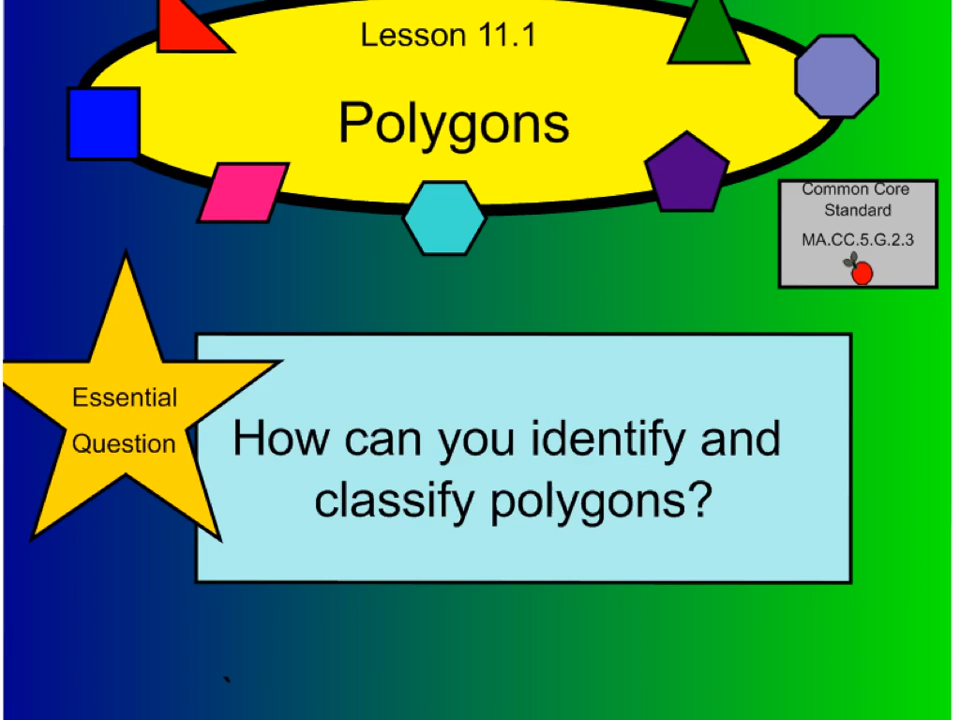 Lesson 11.1
Polygons
Common Core
Standard
MA.CC.5.G.2.3
Essential
Question
How can you identify and
classify polygons?